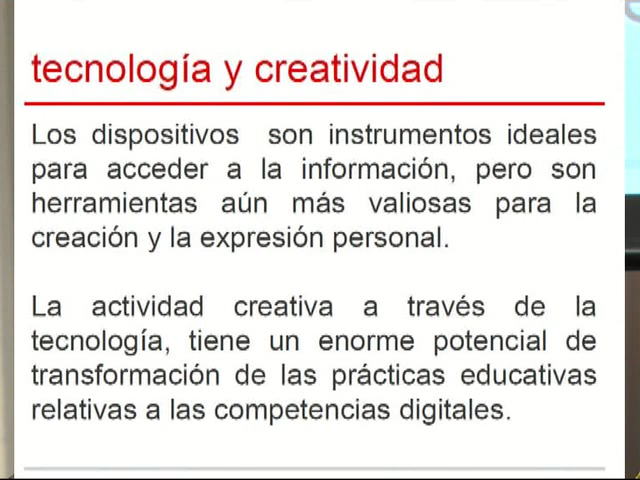 tecnología y creatividad
Los dispositivos son instrumentos ideales
para acceder a la información, pero son
herramientas aún más valiosas para la
creación y la expresión personal.
La actividad creativa a través de la
tecnología, tiene un enorme potencial de
transformación de las prácticas educativas
relativas a las competencias digitales.